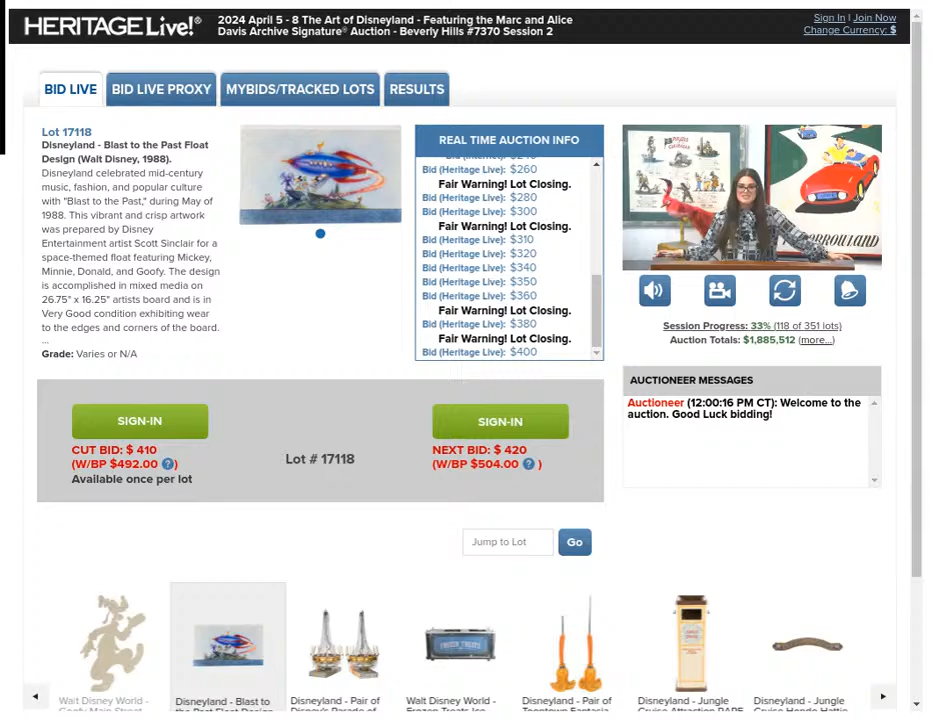 HERITAGE Live!®
2024 April 5 - 8 The Art of Disneyland - Featuring the Marc and Alice
Davis Archive Signature® Auction - Beverly Hills #7370 Session 2
Sign In | Join Now
Change Currency: $
BID LIVE
BID LIVE PROXY
MYBIDS/TRACKED LOTS
RESULTS
Lot 17118
Disneyland - Blast to the Past Float
Design (Walt Disney, 1988).
Disneyland celebrated mid-century
music, fashion, and popular culture
with "Blast to the Past," during May of
1988. This vibrant and crisp artwork
was prepared by Disney
Entertainment artist Scott Sinclair for a
space-themed float featuring Mickey,
Minnie, Donald, and Goofy. The design
is accomplished in mixed media on
26.75" x 16.25" artists board and is in
Very Good condition exhibiting wear
to the edges and corners of the board.
...
Grade: Varies or N/A
REAL TIME AUCTION INFO
Bid (Heritage Live): $260
Fair Warning! Lot Closing.
Bid (Heritage Live): $280
Bid (Heritage Live): $300
Fair Warning! Lot Closing.
Bid (Heritage Live): $310
Bid (Heritage Live): $320
Bid (Heritage Live): $340
Bid (Heritage Live): $350
Bid (Heritage Live): $360
Fair Warning! Lot Closing.
Bid (Heritage Live): $380
Fair Warning! Lot Closing.
Bid (Heritage Live): $400
Session Progress: 33% (118 of 351 lots)
Auction Totals: $1,885,512 (more...)
AUCTIONEER MESSAGES
Auctioneer (12:00:16 PM CT): Welcome to the
auction. Good Luck bidding!
SIGN-IN
CUT BID: $ 410
(W/BP $492.00 ?)
Available once per lot
Lot # 17118
SIGN-IN
NEXT BID: $ 420
(W/BP $504.00 ? )
Jump to Lot
Go
FROZEN TREATS
Walt Disney World -
Disneyland - Blast to
Disneyland - Pair of
Walt Disney World -
Disneyland - Pair of
Disneyland - Jungle
Disneyland - Jungle